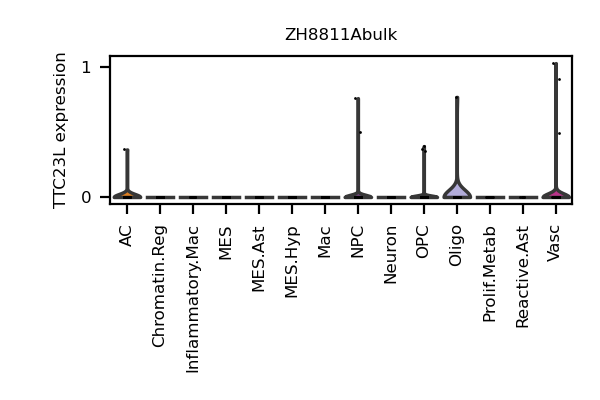 ZH8811Abulk
TTC23L expression
1
0
AC
Chromatin.Reg
Inflammatory.Mac
MES
MES.Ast
MES.Hyp
Mac
NPC
Neuron
OPC
Oligo
Prolif.Metab
Reactive.Ast
Vasc